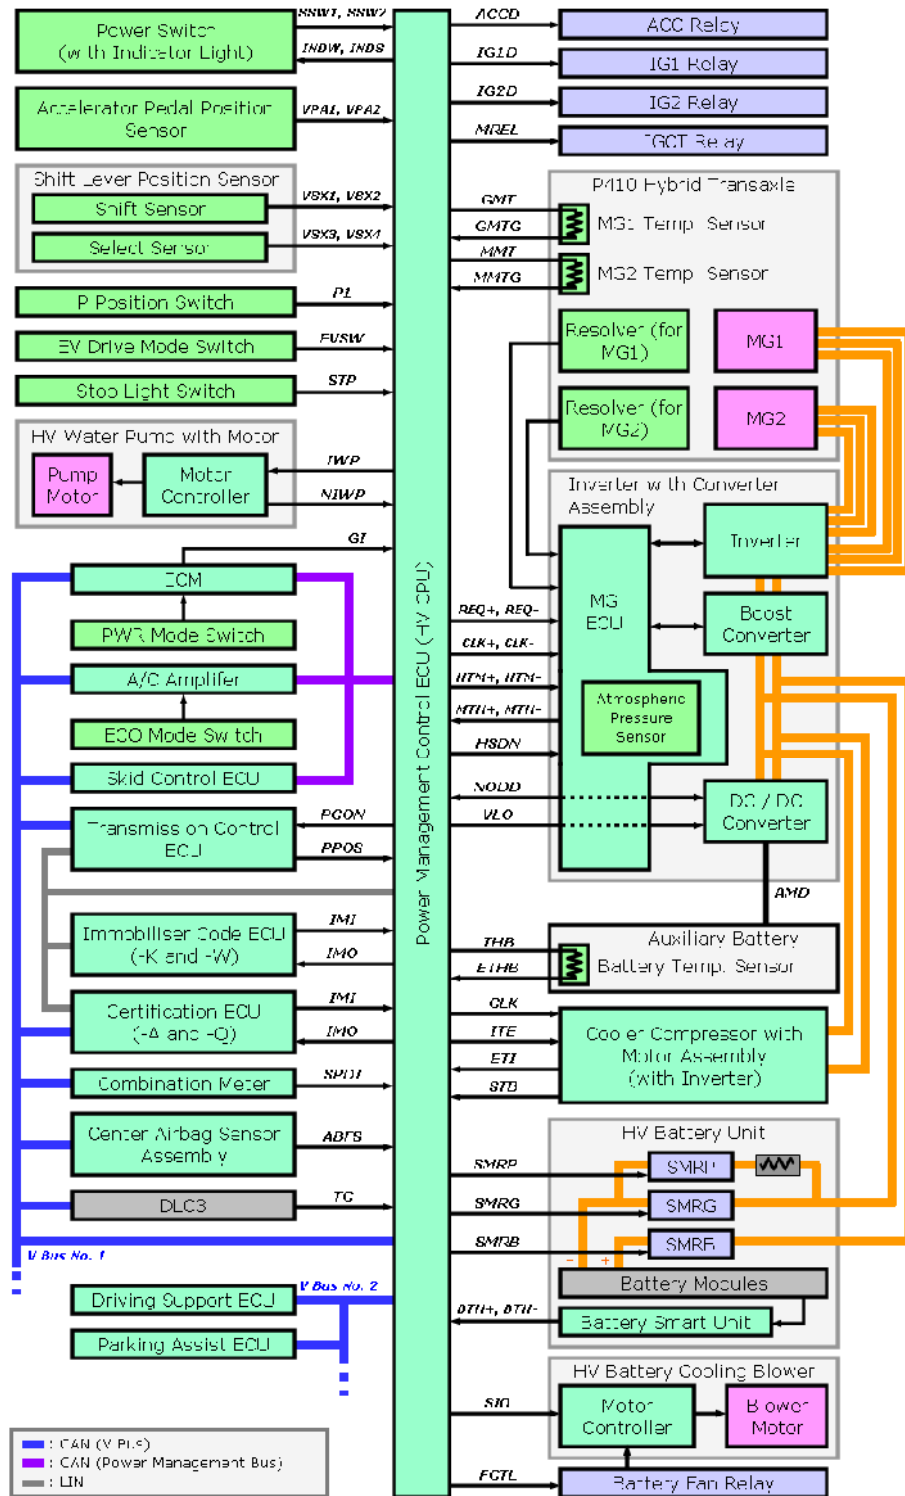 Power Switch
(with Indicator Light)
SSW1, SSW2
INDW, INDS
Accelerator Pedal Position
Sensor
VPA1, VPA2
Shift Lever Position Sensor
Shift Sensor
VSX1, VSX2
Select Sensor
VSX3, VSX4
P Position Switch
P1
EV Drive Mode Switch
EVSW
Stop Light Switch
STP
HV Water Pump with Motor
Pump
Motor
Motor
Controller
IWP
NIWP
GI
ECM
PWR Mode Switch
A/C Amplifer
ECO Mode Switch
Skid Control ECU
Transmission Control
ECU
PCON
PPOS
Immobiliser Code ECU
(-K and -W)
IMI
IMO
Certification ECU
(-A and -Q)
IMI
IMO
Combination Meter
SPDI
Center Airbag Sensor
Assembly
ABFS
DLC3
TC
V Bus No. 1
Driving Support ECU
V Bus No. 2
Parking Assist ECU
: CAN (V Bus)
: CAN (Power Management Bus)
: LIN
Power Management Control ECU (HV CPU)
ACCD
ACC Relay
IG1D
IG1 Relay
IG2D
IG2 Relay
MREL
IGCT Relay
P410 Hybrid Transaxle
GMT
GMTG
MG1 Temp. Sensor
MMT
MMTG
MG2 Temp. Sensor
Resolver (for
MG1)
MG1
Resolver (for
MG2)
MG2
Inverter with Converter
Assembly
Inverter
MG
ECU
Boost
Converter
REQ+, REQ-
CLK+, CLK-
HTM+, HTM-
MTH+, MTH-
HSDN
Atmospheric
Pressure
Sensor
NODD
VLO
DC / DC
Converter
AMD
Auxiliary Battery
THB
ETHB
Battery Temp. Sensor
CLK
ITE
ETI
STB
Cooler Compressor with
Motor Assembly
(with Inverter)
HV Battery Unit
SMRP
SMRP
SMRG
SMRG
SMRB
SMRB
- +
Battery Modules
BTH+, BTH-
Battery Smart Unit
HV Battery Cooling Blower
SIO
Motor
Controller
Blower
Motor
FCTL
Battery Fan Relay